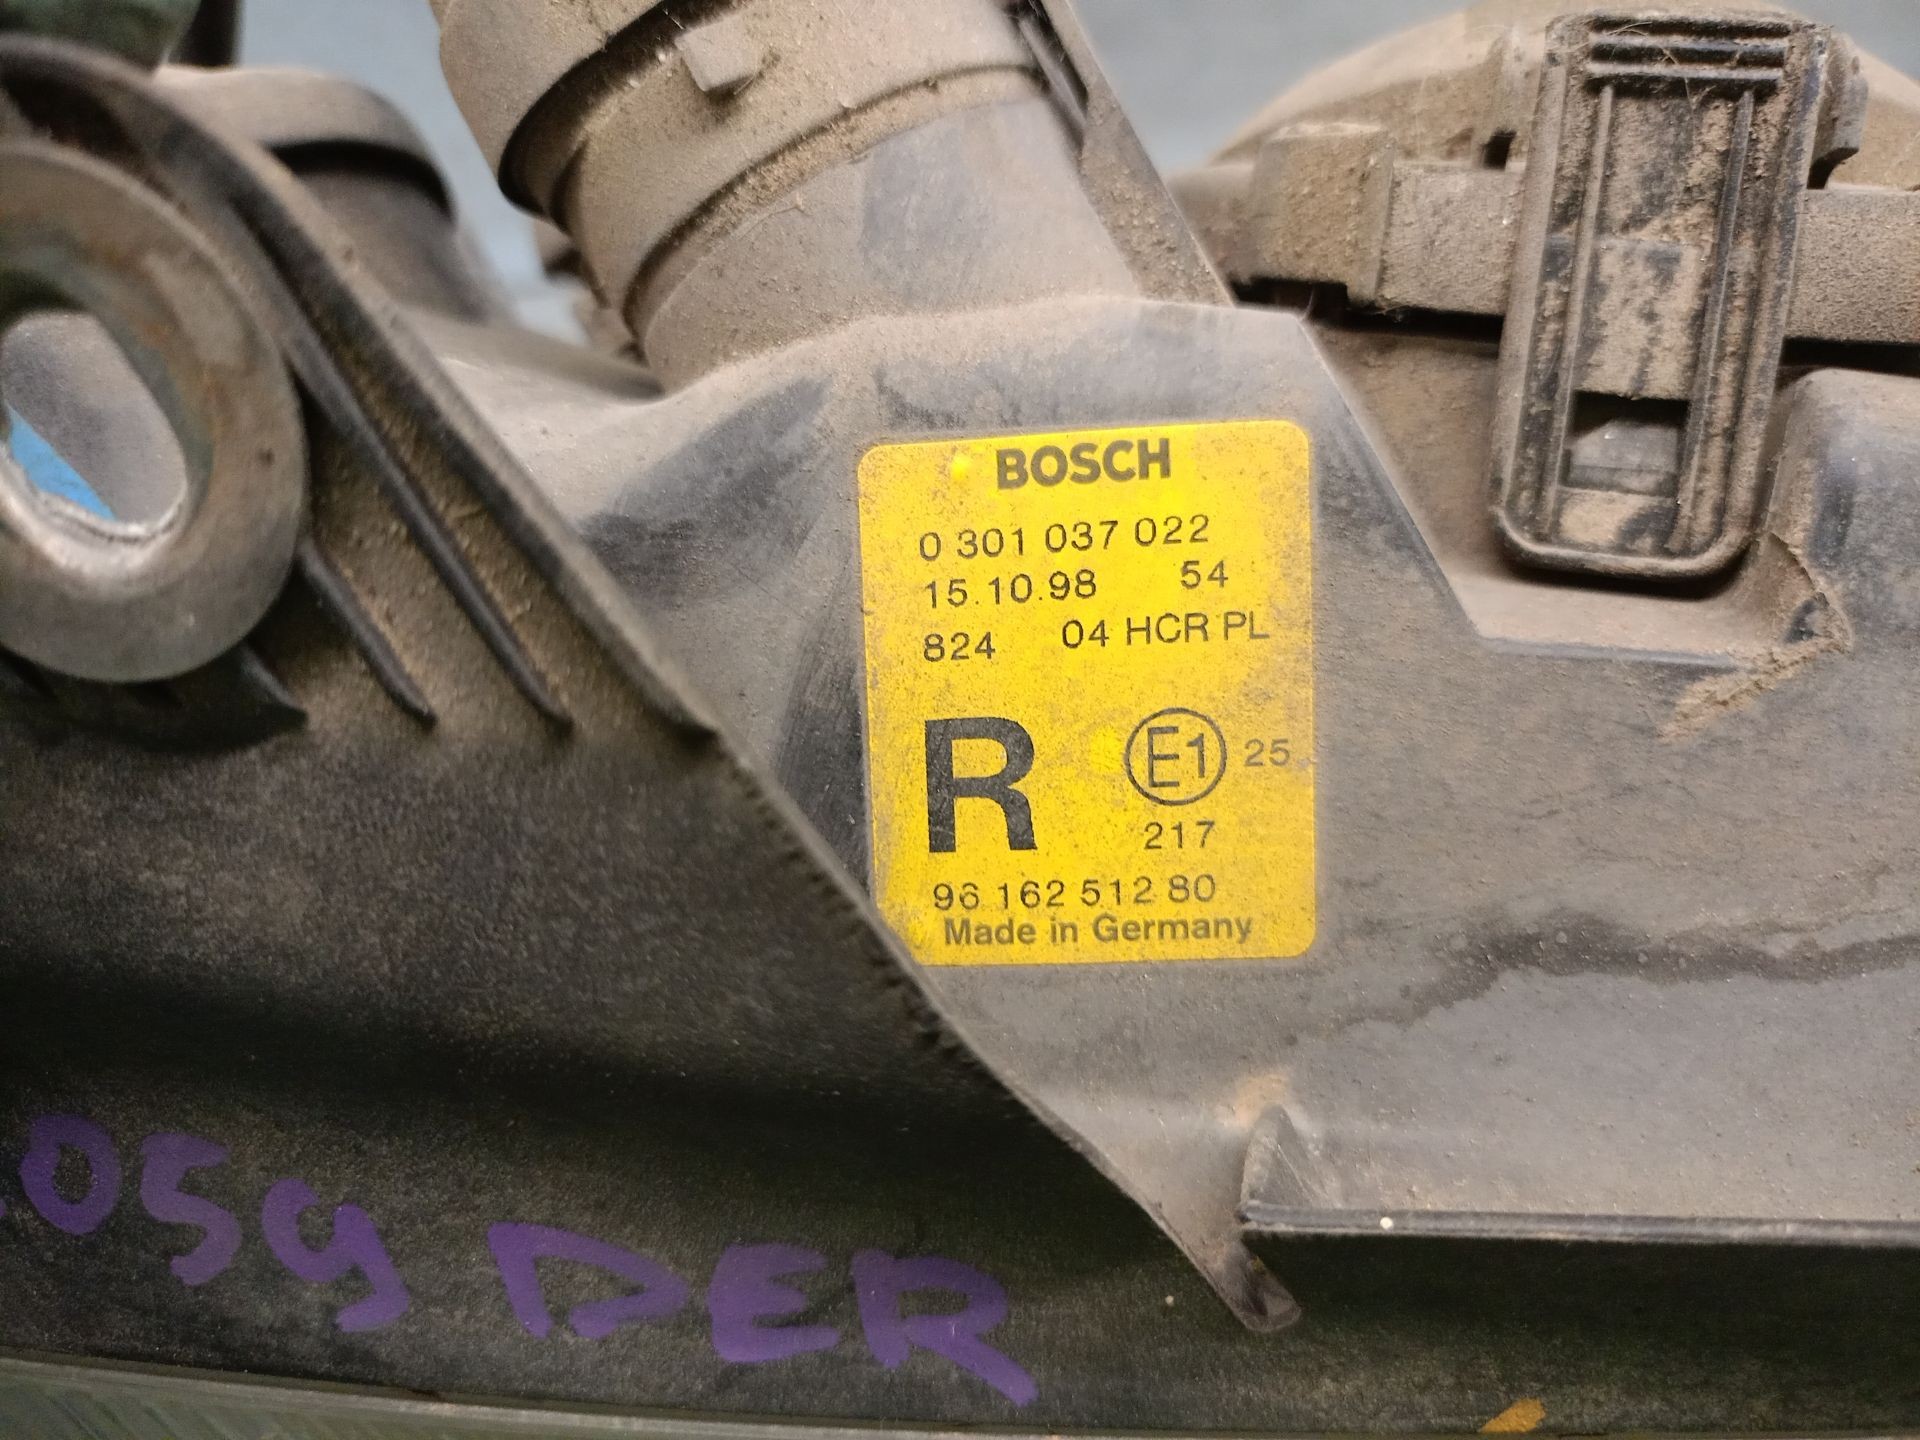 BOSCH
0 301 037 022
15.10.98 54
824 04 HCR PL
R E1 25
217
96 162 512 80
Made in Germany
059 DER